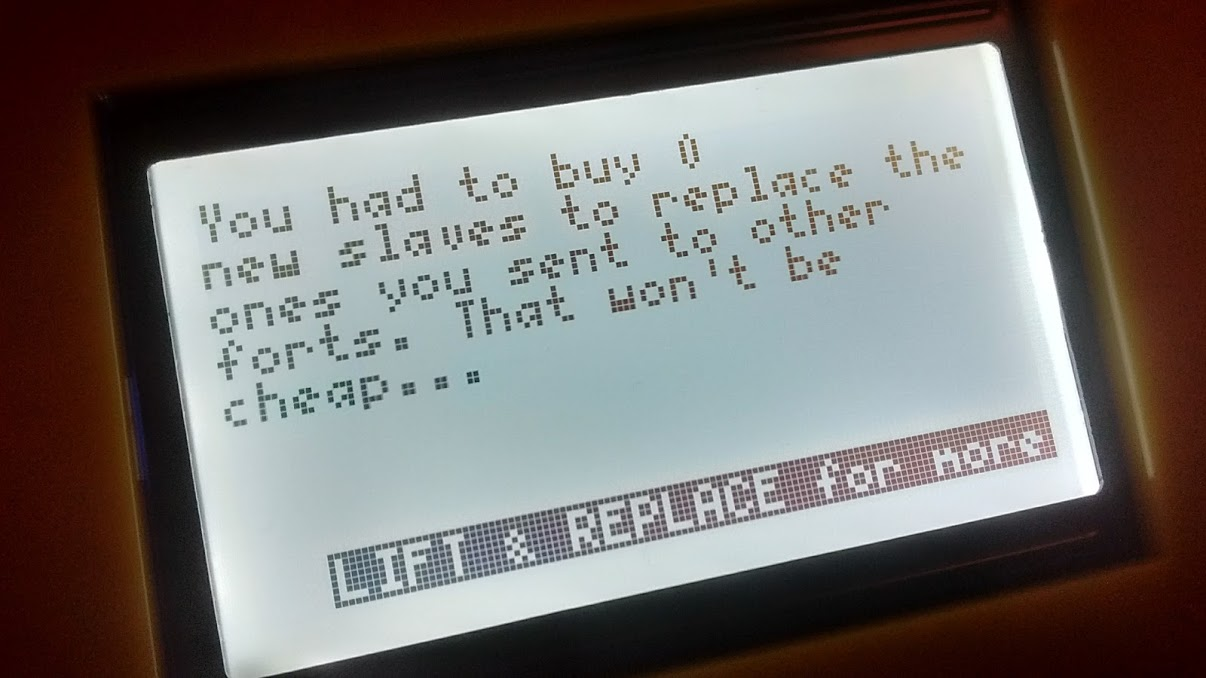 You had to buy 0
new slaves to replace the
ones you sent to other
forts. That won't be
cheap...
LIFT & REPLACE for more